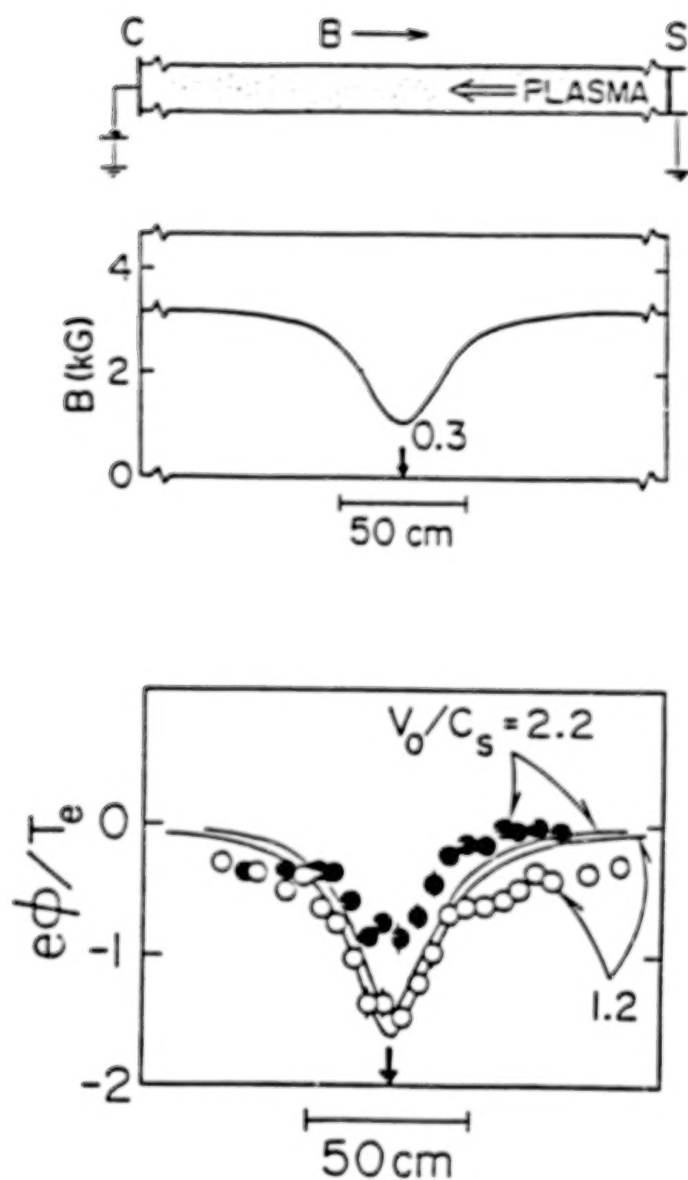 C B S
PLASMA
4
B (kG)
2
0.3
0
50 cm
V₀/Cₛ = 2.2
0
eϕ/Tₑ
-1
1.2
-2
50 cm